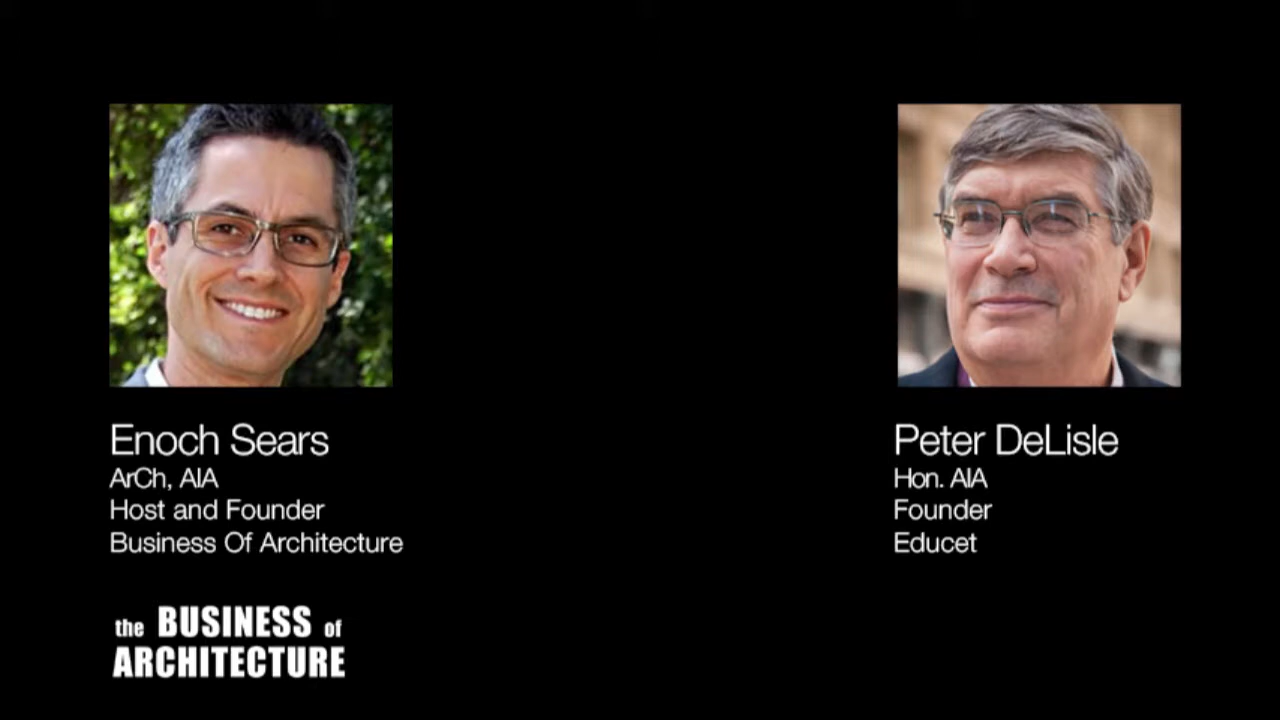 Enoch Sears
ArCh, AIA
Host and Founder
Business Of Architecture
the BUSINESS of
ARCHITECTURE
Peter DeLisle
Hon. AIA
Founder
Educet